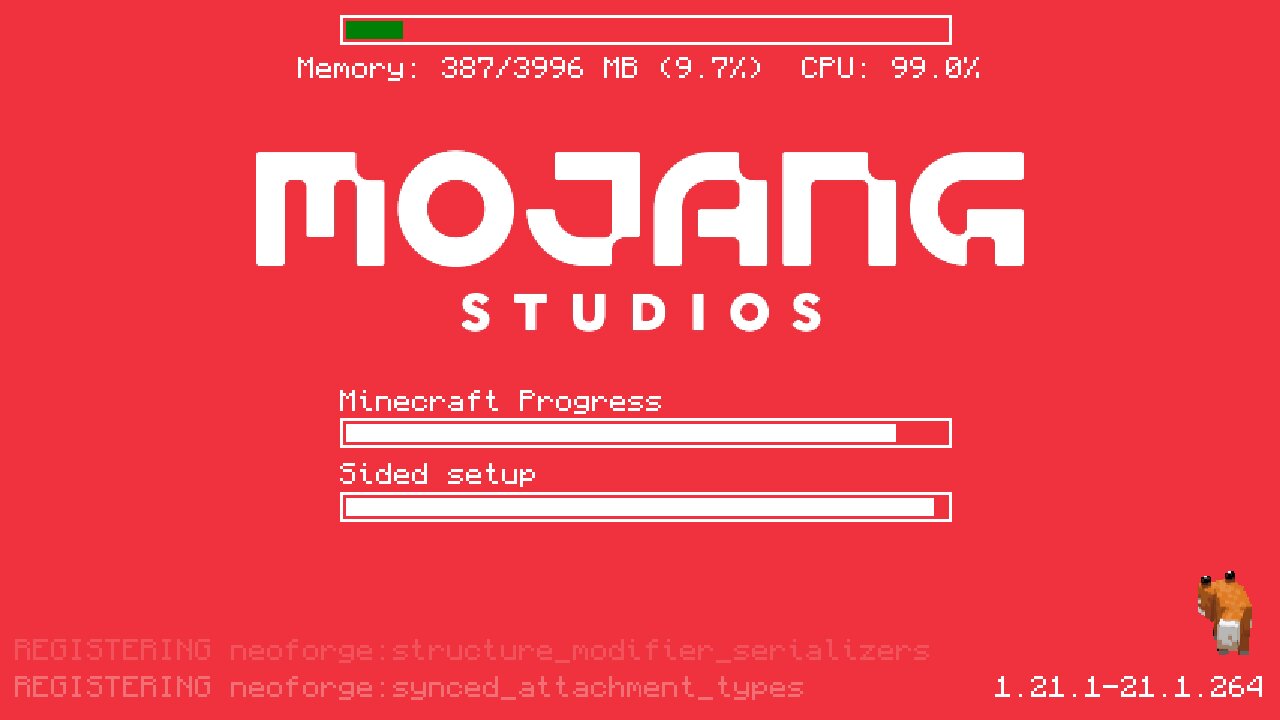 Memory: 387/3996 MB (9.7%)  CPU: 99.0%
MOJANG
STUDIOS
Minecraft Progress
Sided setup
REGISTERING neoforge:structure_modifier_serializers
REGISTERING neoforge:synced_attachment_types
1.21.1-21.1.264